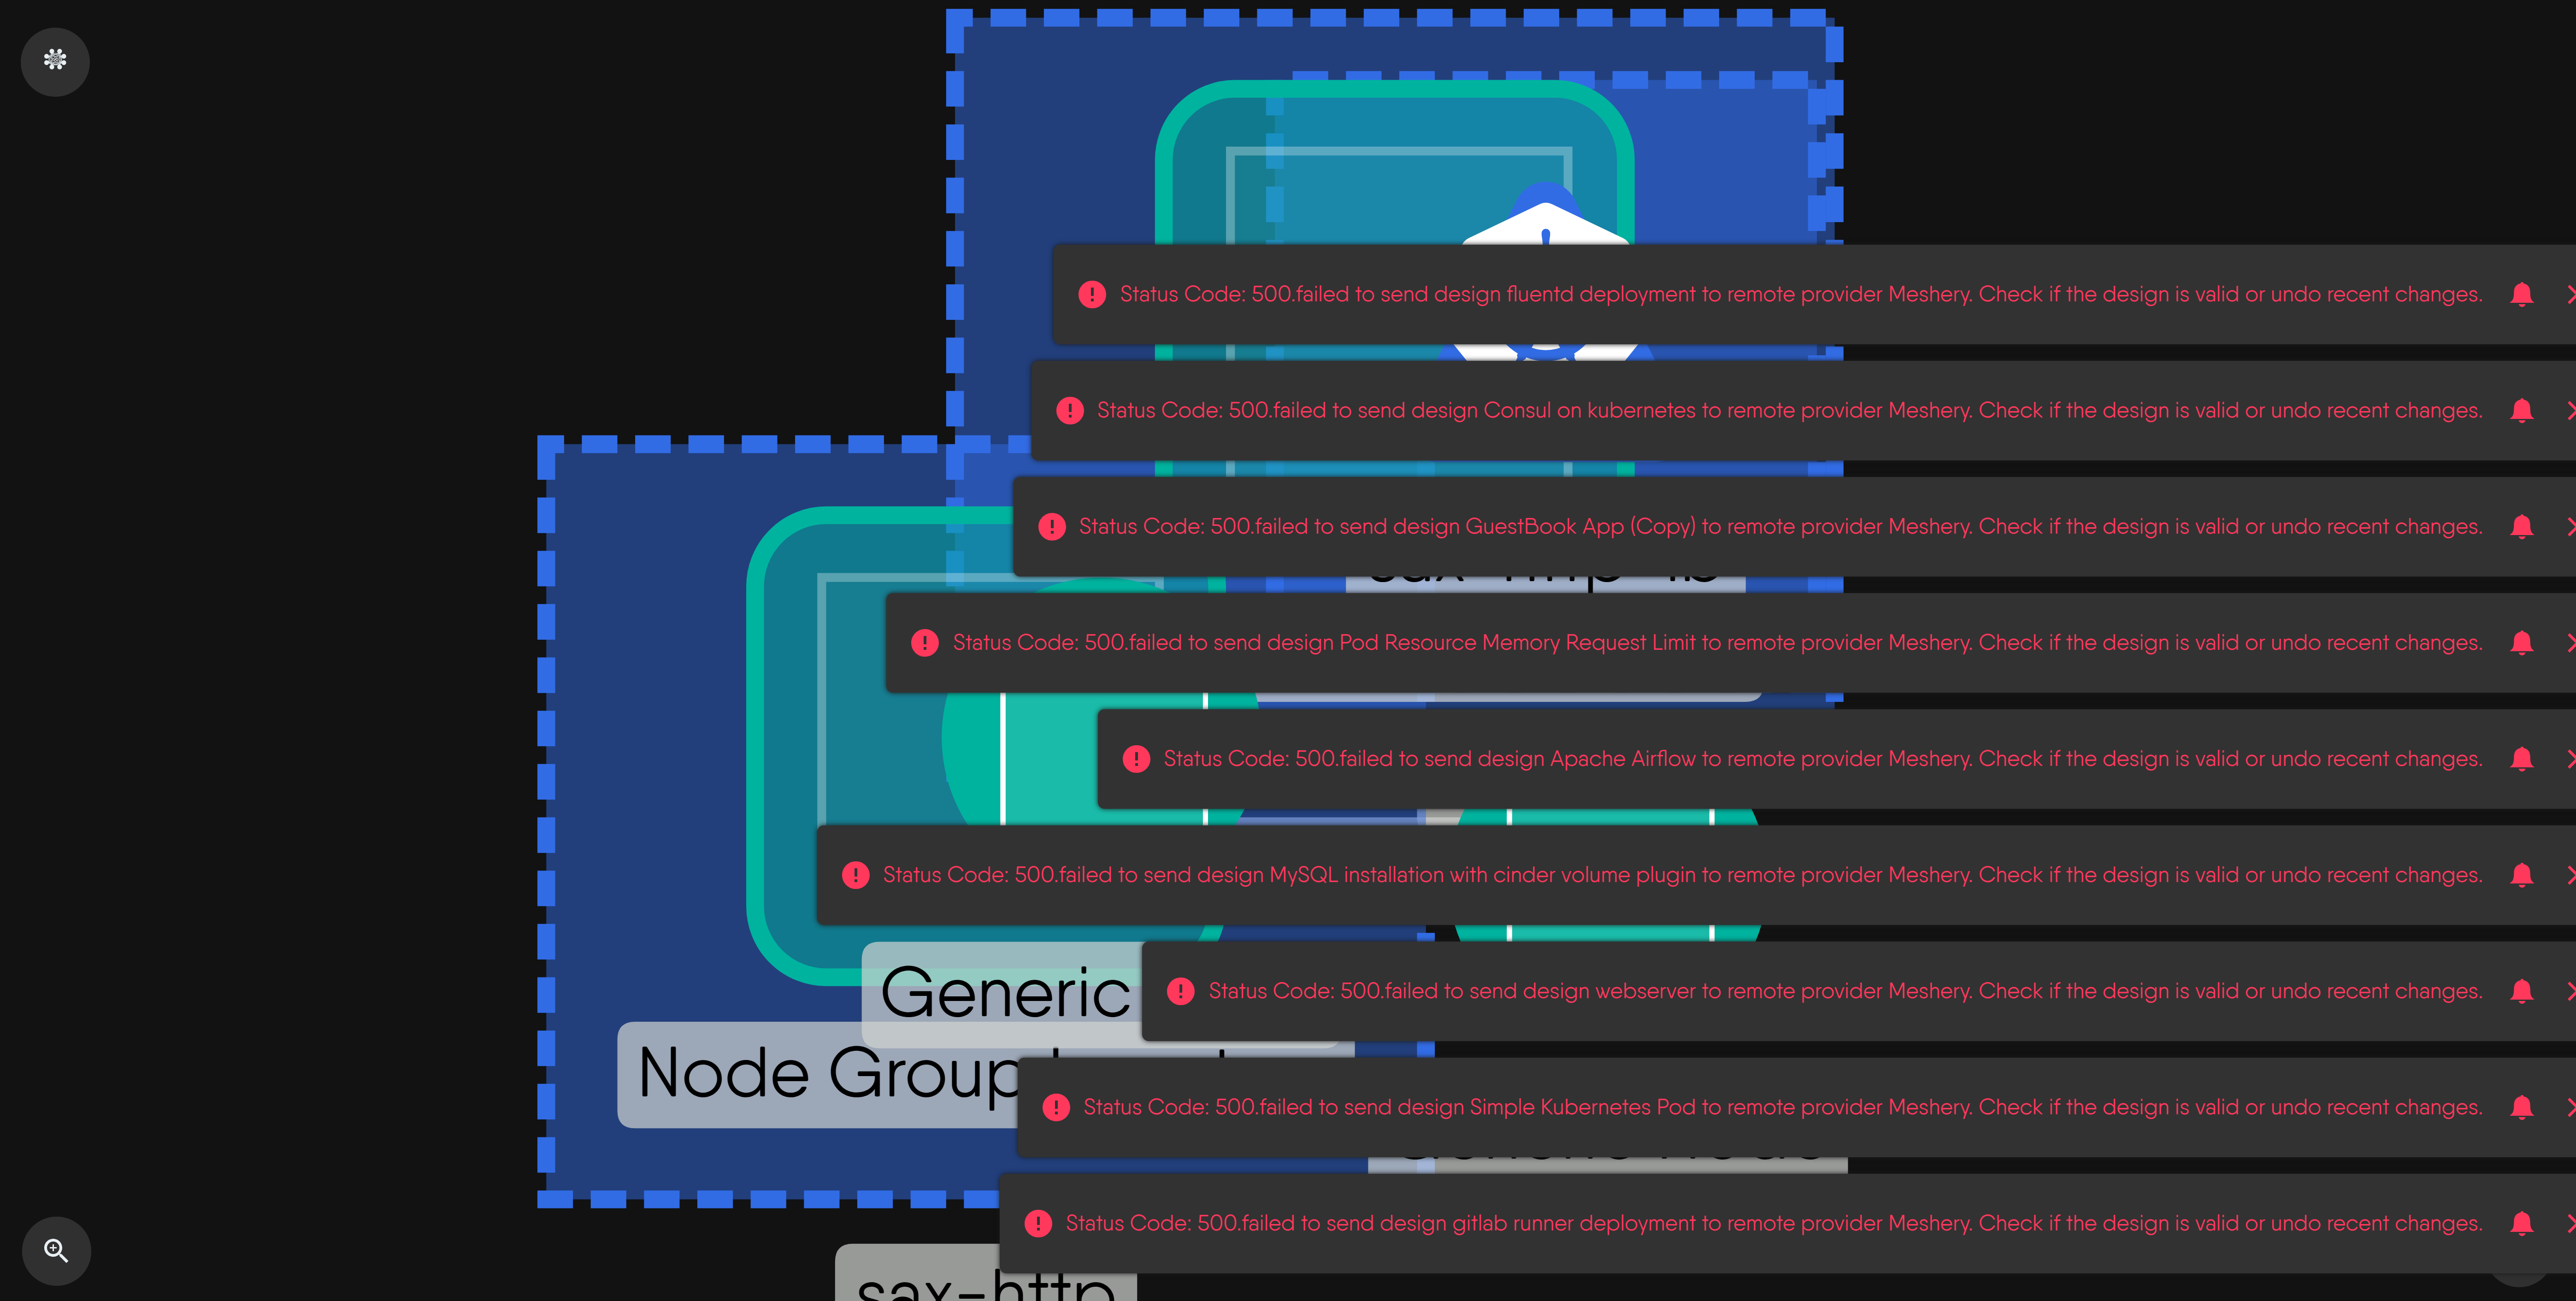 Status Code: 500.failed to send design fluentd deployment to remote provider Meshery. Check if the design is valid or undo recent changes.
Status Code: 500.failed to send design Consul on kubernetes to remote provider Meshery. Check if the design is valid or undo recent changes.
Status Code: 500.failed to send design GuestBook App (Copy) to remote provider Meshery. Check if the design is valid or undo recent changes.
Status Code: 500.failed to send design Pod Resource Memory Request Limit to remote provider Meshery. Check if the design is valid or undo recent changes.
Status Code: 500.failed to send design Apache Airflow to remote provider Meshery. Check if the design is valid or undo recent changes.
Status Code: 500.failed to send design MySQL installation with cinder volume plugin to remote provider Meshery. Check if the design is valid or undo recent changes.
Generic
Status Code: 500.failed to send design webserver to remote provider Meshery. Check if the design is valid or undo recent changes.
Node Group
Status Code: 500.failed to send design Simple Kubernetes Pod to remote provider Meshery. Check if the design is valid or undo recent changes.
Status Code: 500.failed to send design gitlab runner deployment to remote provider Meshery. Check if the design is valid or undo recent changes.
sax-http